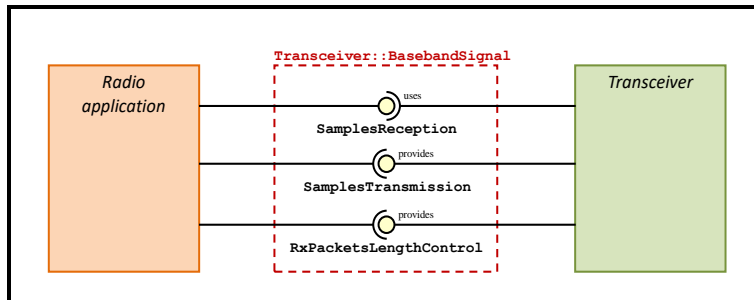 Transceiver::BasebandSignal
Radio
application
Transceiver
uses
SamplesReception
provides
SamplesTransmission
provides
RxPacketsLengthControl